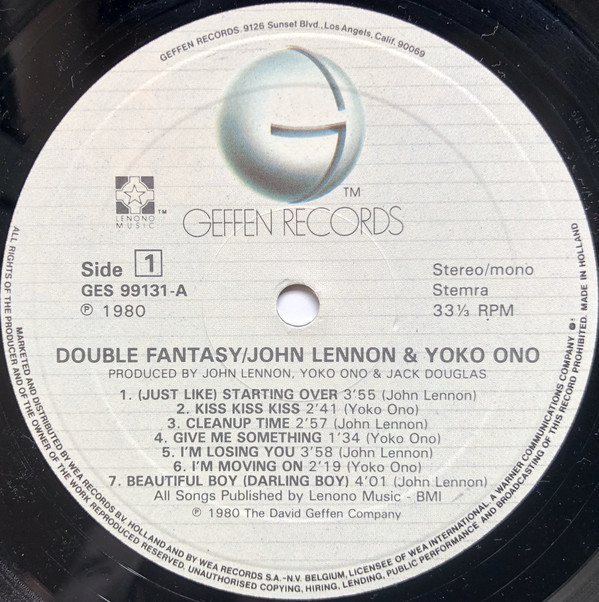 GEFFEN RECORDS. 9126 Sunset Blvd., Los Angeles, Calif. 90069
TM
LENONO TM
MUSIC
GEFFEN RECORDS
Side 1
GES 99131-A
℗ 1980
Stereo/mono
Stemra
33⅓ RPM
DOUBLE FANTASY/JOHN LENNON & YOKO ONO
PRODUCED BY JOHN LENNON, YOKO ONO & JACK DOUGLAS
1. (JUST LIKE) STARTING OVER 3'55 (John Lennon)
2. KISS KISS KISS 2'41 (Yoko Ono)
3. CLEANUP TIME 2'57 (John Lennon)
4. GIVE ME SOMETHING 1'34 (Yoko Ono)
5. I'M LOSING YOU 3'58 (John Lennon)
6. I'M MOVING ON 2'19 (Yoko Ono)
7. BEAUTIFUL BOY (DARLING BOY) 4'01 (John Lennon)
All Songs Published by Lenono Music - BMI
℗ 1980 The David Geffen Company
MARKETED AND DISTRIBUTED BY WEA RECORDS B.V. HOLLAND AND BY WEA RECORDS S.A.-N.V. BELGIUM, LICENSEE OF WEA INTERNATIONAL. A WARNER COMMUNICATIONS COMPANY
ALL RIGHTS OF THE PRODUCER AND OF THE OWNER OF THE WORK REPRODUCED RESERVED. UNAUTHORISED COPYING, HIRING, LENDING, PUBLIC PERFORMANCE AND BROADCASTING OF THIS RECORD PROHIBITED. MADE IN HOLLAND